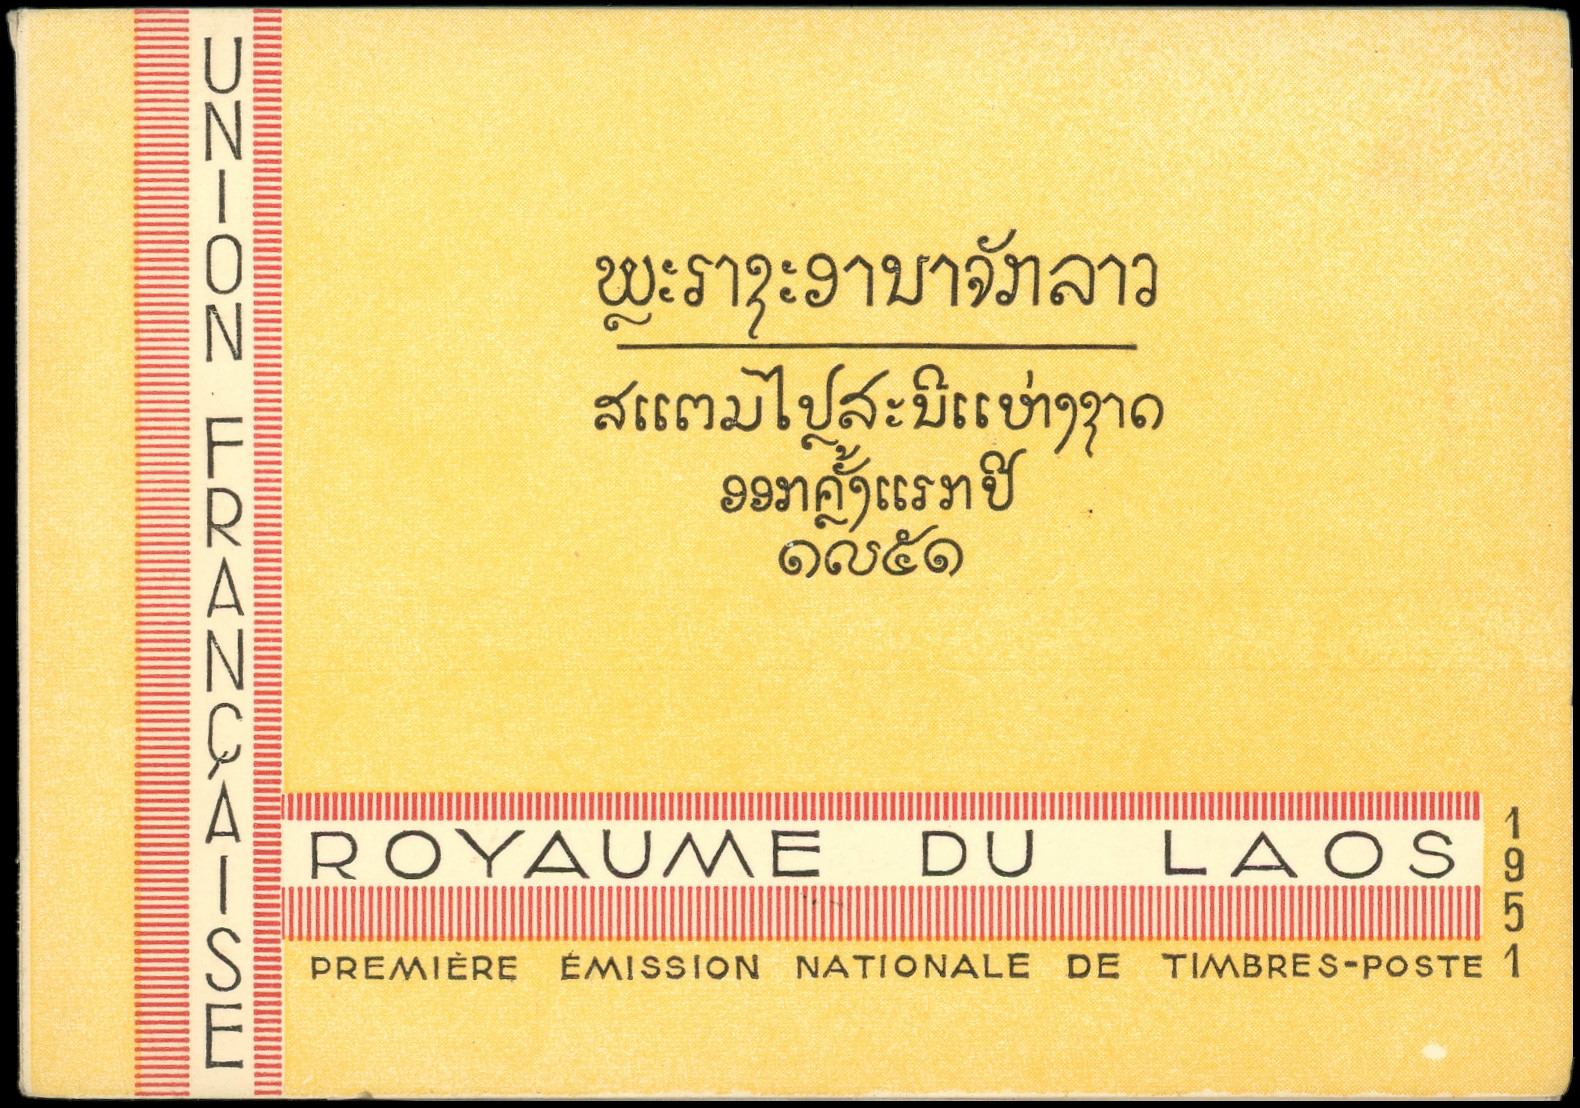 UNION FRANÇAISE
ພຣະຣາຊະອານາຈັກລາວ
ສແຕມໄປສະນີແຫ່ງຊາດ
ອອກຄັ້ງແຮກປີ
໑໙໕໑
ROYAUME DU LAOS
PREMIÈRE ÉMISSION NATIONALE DE TIMBRES-POSTE
1951